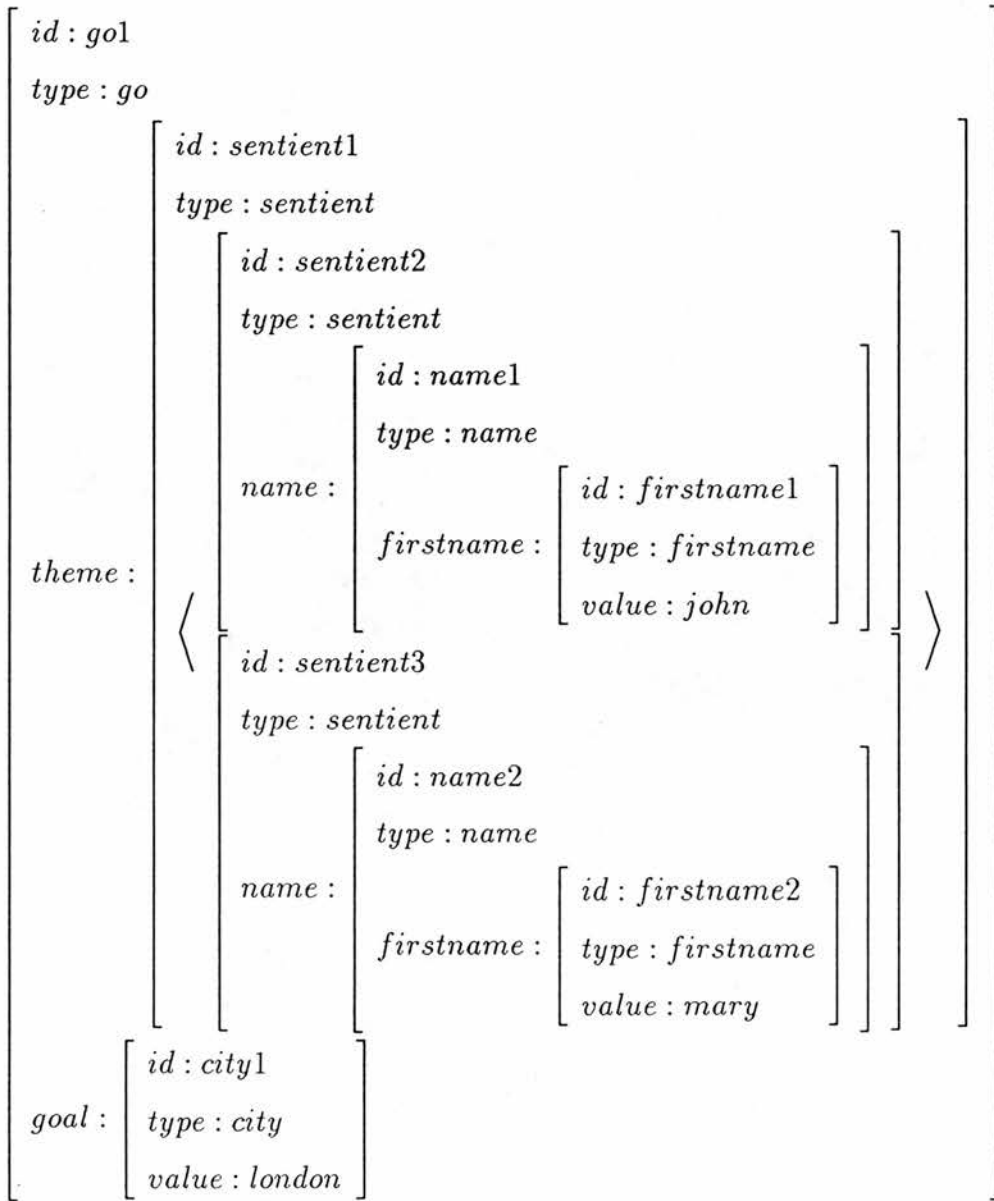 id : go1
type : go
theme :
id : sentient1
type : sentient
⟨
id : sentient2
type : sentient
name :
id : name1
type : name
firstname :
id : firstname1
type : firstname
value : john
id : sentient3
type : sentient
name :
id : name2
type : name
firstname :
id : firstname2
type : firstname
value : mary
⟩
goal :
id : city1
type : city
value : london